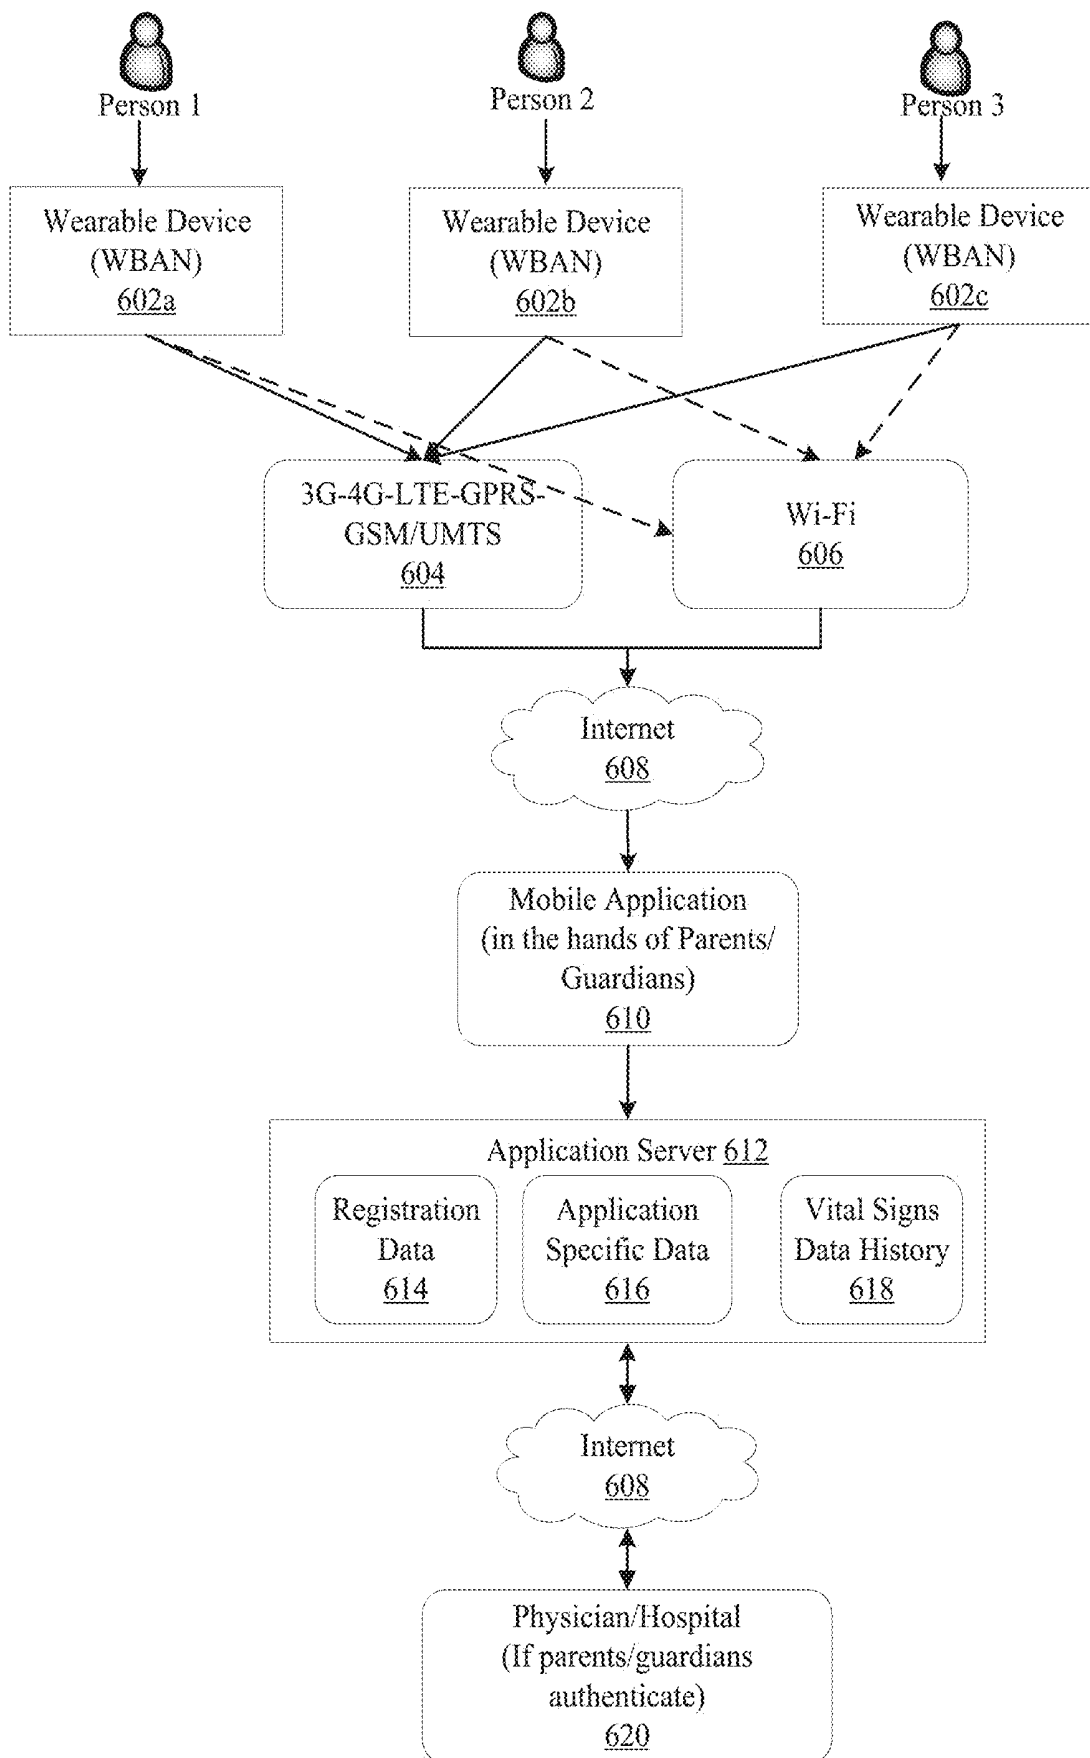 Person 1
Person 2
Person 3
Wearable Device
(WBAN)
602a
Wearable Device
(WBAN)
602b
Wearable Device
(WBAN)
602c
3G-4G-LTE-GPRS-
GSM/UMTS
604
Wi-Fi
606
Internet
608
Mobile Application
(in the hands of Parents/
Guardians)
610
Application Server 612
Registration
Data
614
Application
Specific Data
616
Vital Signs
Data History
618
Internet
608
Physician/Hospital
(If parents/guardians
authenticate)
620